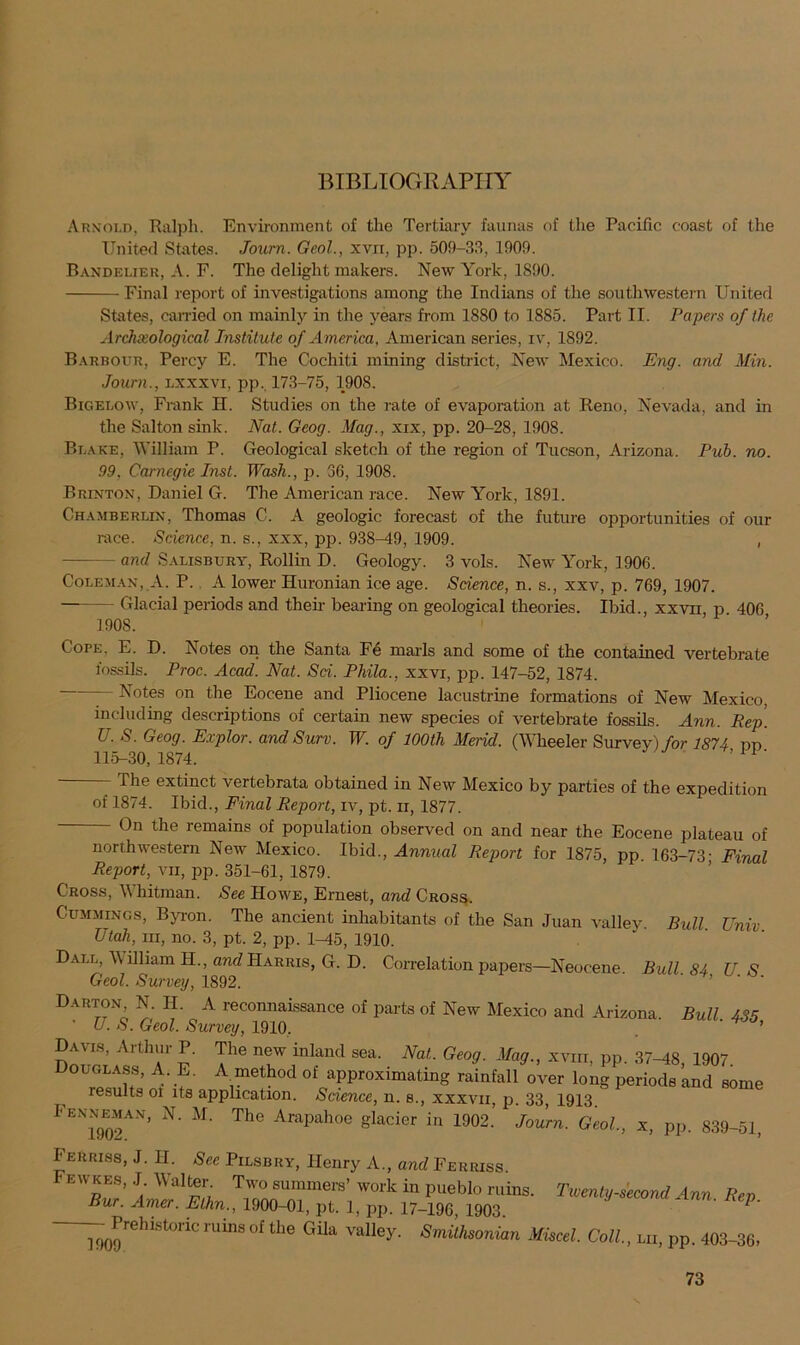 BIBLIOGRAPHY
Arnold, Ralph. Environment of the Tertiary faunas of the Pacific coast of the
United States. Journ. Geol., xvii, pp. 509–33, 1909.
Bandelier, A. F. The delight makers. New York, 1890.
——— Final report of investigations among the Indians of the southwestern United
States, carried on mainly in the years from 1880 to 1885. Part II. Papers of the
Archæological Institute of America, American series, iv, 1892.
Barbour, Percy E. The Cochiti mining district, New Mexico. Eng. and Min.
Journ., lxxxvi, pp. 173–75, 1908.
Bigelow, Frank H. Studies on the rate of evaporation at Reno, Nevada, and in
the Salton sink. Nat. Geog. Mag., xix, pp. 20–28, 1908.
Blake, William P. Geological sketch of the region of Tucson, Arizona. Pub. no.
99, Carnegie Inst. Wash., p. 36, 1908.
Brinton, Daniel G. The American race. New York, 1891.
Chamberlin, Thomas C. A geologic forecast of the future opportunities of our
race. Science, n. s., xxx, pp. 938–49, 1909.
——— and Salisbury, Rollin D. Geology. 3 vols. New York, 1906.
Coleman, A. P. A lower Huronian ice age. Science, n. s., xxv, p. 769, 1907.
——— Glacial periods and their bearing on geological theories. Ibid., xxvii, p. 406,
1908.
Cope, E. D. Notes on the Santa Fé marls and some of the contained vertebrate
fossils. Proc. Acad. Nat. Sci. Phila., xxvi, pp. 147–52, 1874.
——— Notes on the Eocene and Pliocene lacustrine formations of New Mexico,
including descriptions of certain new species of vertebrate fossils. Ann. Rep.
U. S. Geog. Explor. and Surv. W. of 100th Merid. (Wheeler Survey) for 1874, pp.
115–30, 1874.
——— The extinct vertebrata obtained in New Mexico by parties of the expedition
of 1874. Ibid., Final Report, iv, pt. ii, 1877.
——— On the remains of population observed on and near the Eocene plateau of
northwestern New Mexico. Ibid., Annual Report for 1875, pp. 163–73; Final
Report, vii, pp. 351–61, 1879.
Cross, Whitman. See Howe, Ernest, and Cross.
Cummings, Byron. The ancient inhabitants of the San Juan valley. Bull. Univ.
Utah, iii, no. 3, pt. 2, pp. 1–45, 1910.
Dall, William H., and Harris, G. D. Correlation papers—Neocene. Bull. 84, U. S.
Geol. Survey, 1892.
Darton, N. H. A reconnaissance of parts of New Mexico and Arizona. Bull. 435,
U. S. Geol. Survey, 1910.
Davis, Arthur P. The new inland sea. Nat. Geog. Mag., xviii, pp. 37–48, 1907.
Douglass, A. E. A method of approximating rainfall over long periods and some
results of its application. Science, n. s., xxxvii, p. 33, 1913.
Fenneman, N. M. The Arapahoe glacier in 1902. Journ. Geol., x, pp. 839–51,
1902.
Ferriss, J. H. See Pilsbry, Henry A., and Ferriss.
Fewkes, J. Walter. Two summers' work in pueblo ruins. Twenty-second Ann. Rep.
Bur. Amer. Ethn., 1900–01, pt. 1, pp. 17–196, 1903.
——— Prehistoric ruins of the Gila valley. Smithsonian Miscel. Coll., lii, pp. 403–36,
1909.
73